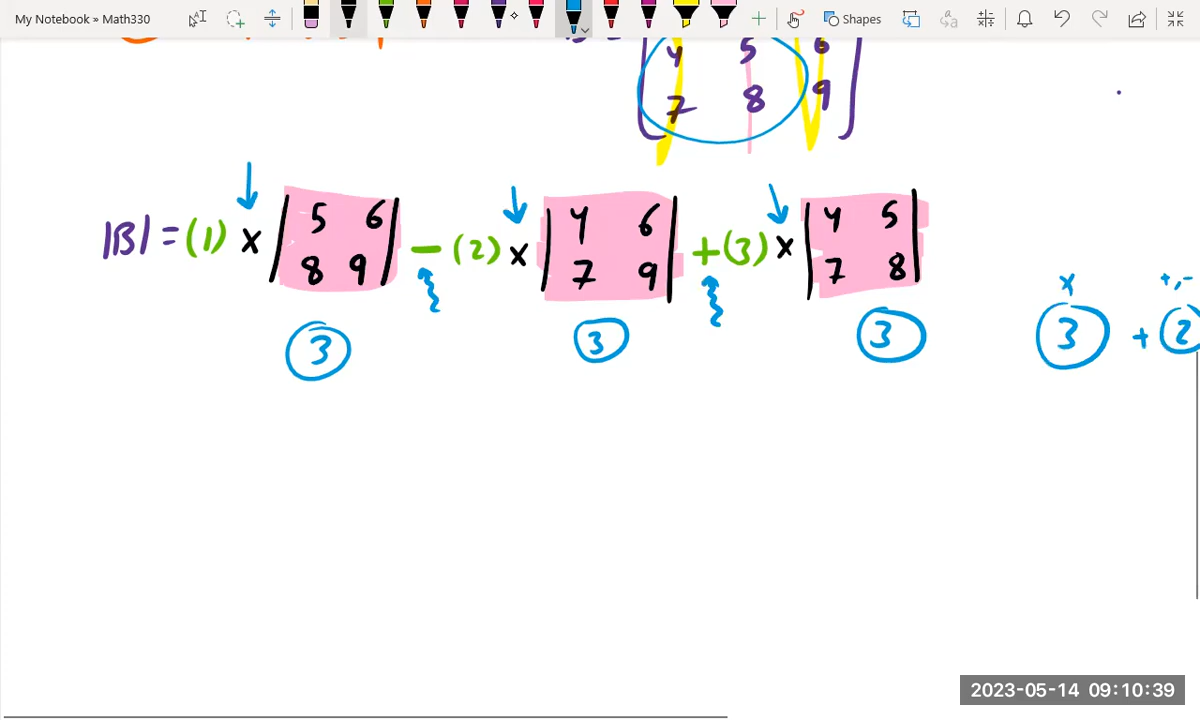 My Notebook » Math330
Shapes
4 5 6
7 8 9
|B| = (1) × | 5 6 | − (2) × | 4 6 | + (3) × | 4 5 |
| 8 9 | | 7 9 | | 7 8 |
× +,-
3 3 3 3 + 2
2023-05-14 09:10:39